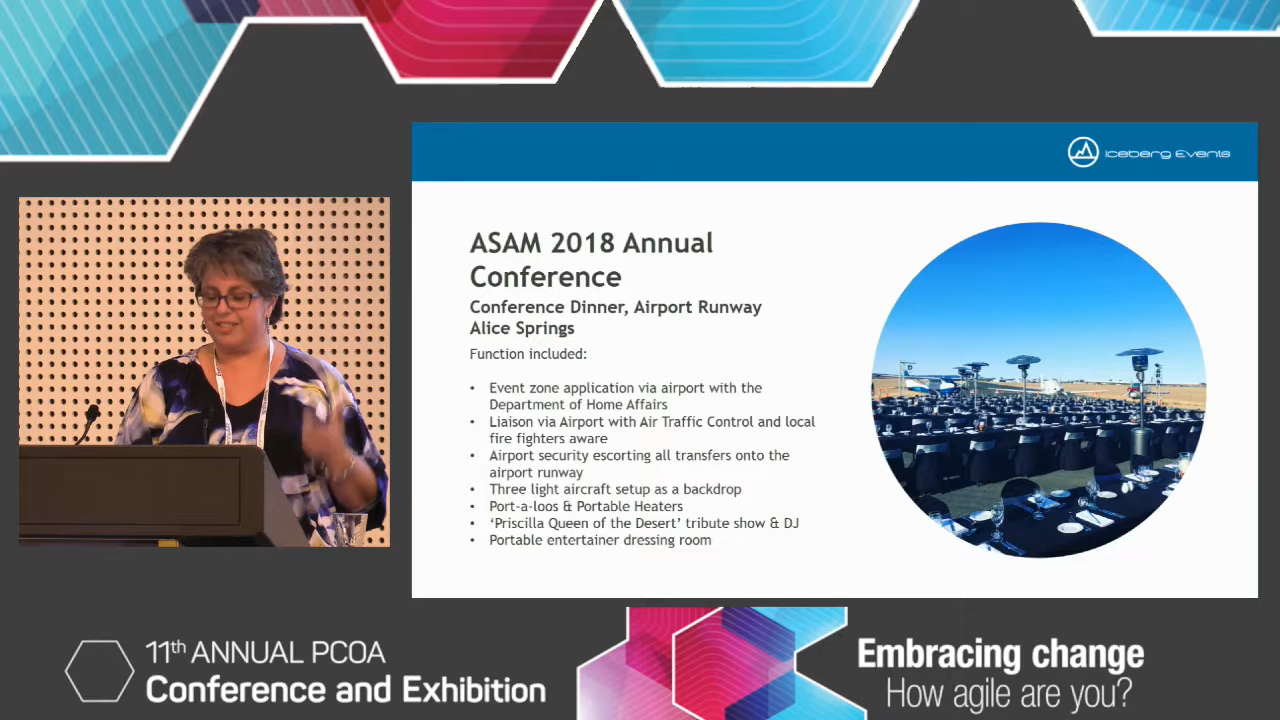 Iceberg Events
ASAM 2018 Annual
Conference
Conference Dinner, Airport Runway
Alice Springs
Function included:
• Event zone application via airport with the
Department of Home Affairs
• Liaison via Airport with Air Traffic Control and local
fire fighters aware
• Airport security escorting all transfers onto the
airport runway
• Three light aircraft setup as a backdrop
• Port-a-loos & Portable Heaters
• ‘Priscilla Queen of the Desert’ tribute show & DJ
• Portable entertainer dressing room
11th ANNUAL PCOA
Conference and Exhibition
Embracing change
How agile are you?